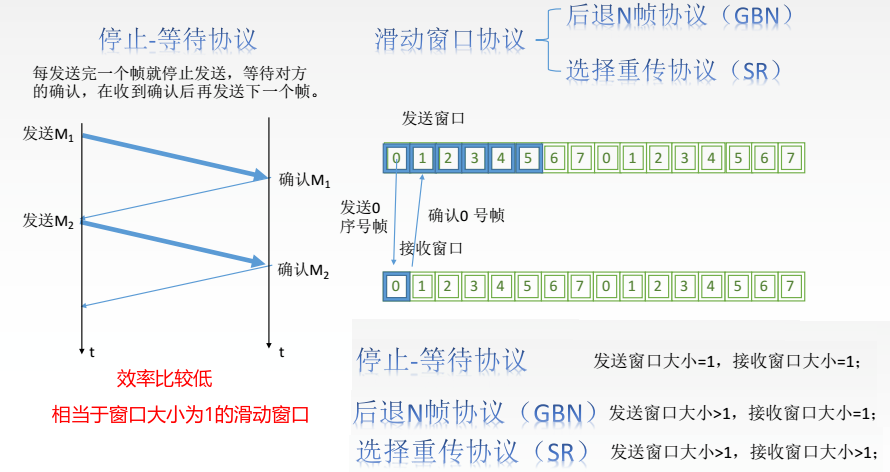 停止-等待协议
每发送完一个帧就停止发送，等待对方
的确认，在收到确认后再发送下一个帧。
发送M1
确认M1
发送M2
确认M2
t
t
效率比较低
相当于窗口大小为1的滑动窗口
滑动窗口协议
后退N帧协议（GBN）
选择重传协议（SR）
发送窗口
0 1 2 3 4 5 6 7 0 1 2 3 4 5 6 7
发送0
序号帧
确认0 号帧
接收窗口
0 1 2 3 4 5 6 7 0 1 2 3 4 5 6 7
停止-等待协议 发送窗口大小=1，接收窗口大小=1；
后退N帧协议（GBN） 发送窗口大小>1，接收窗口大小=1；
选择重传协议（SR） 发送窗口大小>1，接收窗口大小>1；